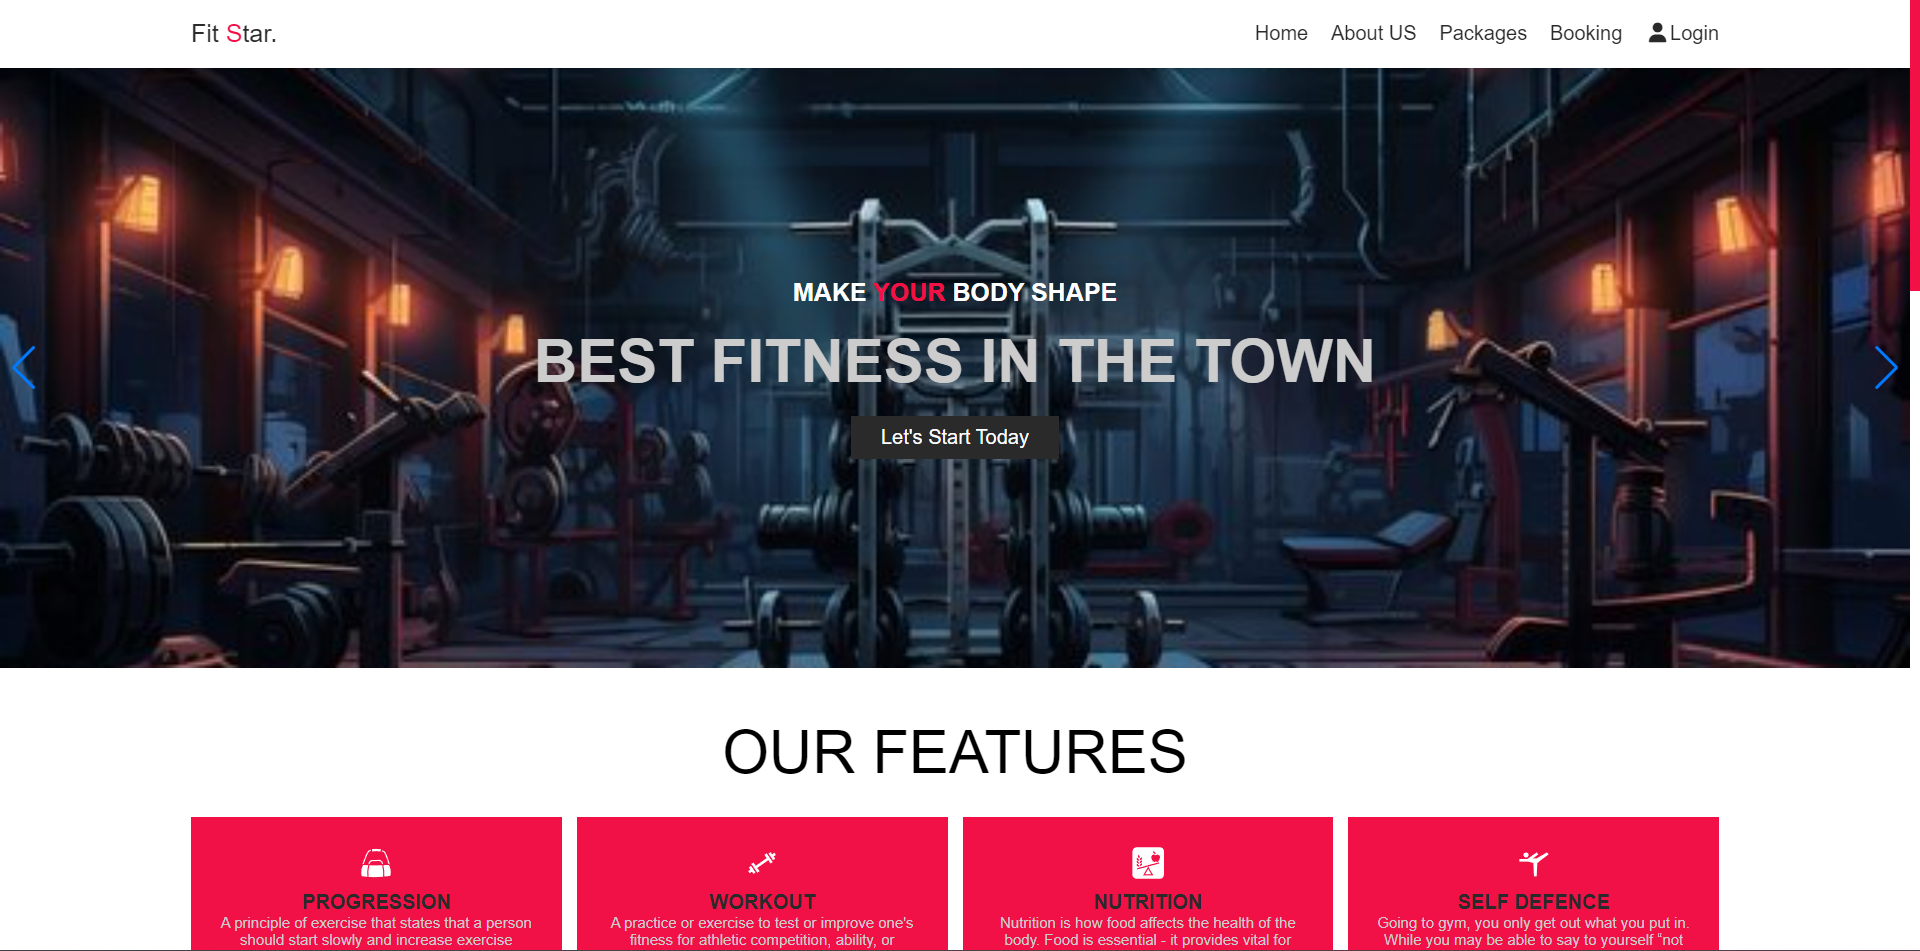 Fit Star.
Home About US Packages Booking Login
MAKE YOUR BODY SHAPE
BEST FITNESS IN THE TOWN
Let's Start Today
OUR FEATURES
PROGRESSION
A principle of exercise that states that a person
should start slowly and increase exercise
WORKOUT
A practice or exercise to test or improve one's
fitness for athletic competition, ability, or
NUTRITION
Nutrition is how food affects the health of the
body. Food is essential - it provides vital for
SELF DEFENCE
Going to gym, you only get out what you put in.
While you may be able to say to yourself “not